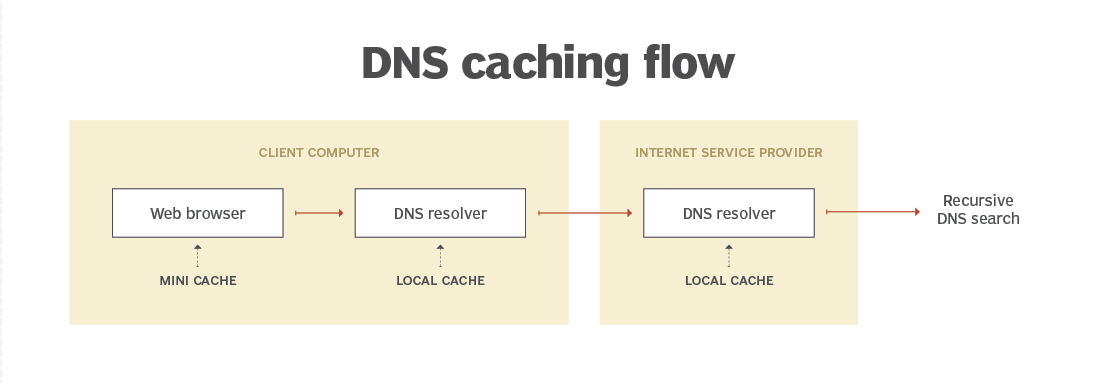 DNS caching flow
CLIENT COMPUTER
INTERNET SERVICE PROVIDER
Web browser
DNS resolver
DNS resolver
Recursive
DNS search
MINI CACHE
LOCAL CACHE
LOCAL CACHE